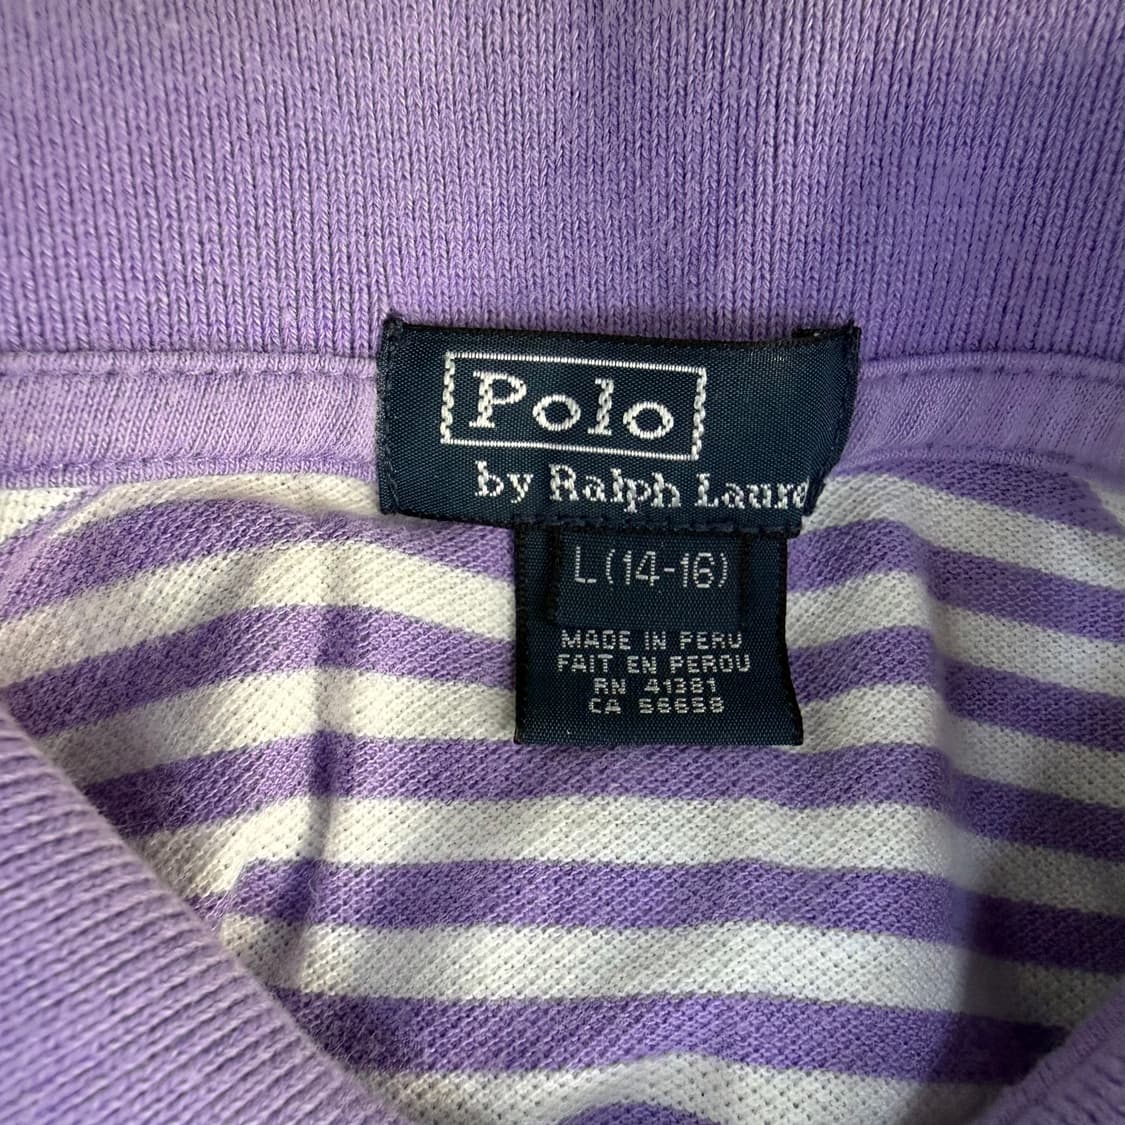 Polo
by Ralph Laure
L (14-16)
MADE IN PERU
FAIT EN PEROU
RN 41381
CA 56658